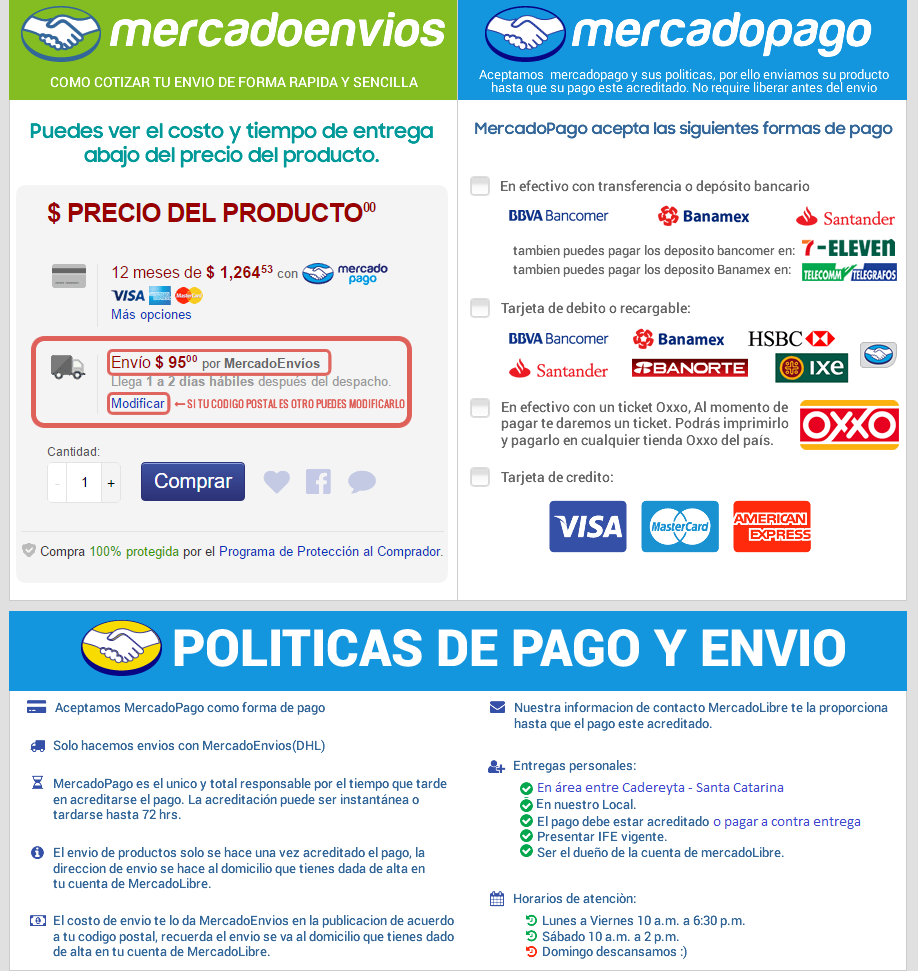 mercadoenvios
COMO COTIZAR TU ENVIO DE FORMA RAPIDA Y SENCILLA
Puedes ver el costo y tiempo de entrega
abajo del precio del producto.
$ PRECIO DEL PRODUCTO00
12 meses de $ 1,26453 con mercado
pago
VISA AMERICAN EXPRESS MasterCard
Más opciones
Envío $ 9500 por MercadoEnvíos
Llega 1 a 2 días hábiles después del despacho.
Modificar ←SI TU CODIGO POSTAL ES OTRO PUEDES MODIFICARLO
Cantidad:
- 1 +
Comprar
Compra 100% protegida por el Programa de Protección al Comprador.
mercadopago
Aceptamos mercadopago y sus politicas, por ello enviamos su producto
hasta que su pago este acreditado. No require liberar antes del envío
MercadoPago acepta las siguientes formas de pago
En efectivo con transferencia o depósito bancario
BBVA Bancomer Banamex Santander
tambien puedes pagar los deposito bancomer en: 7-ELEVEN
tambien puedes pagar los deposito Banamex en: TELECOMM TELEGRAFOS
Tarjeta de debito o recargable:
BBVA Bancomer Banamex HSBC
Santander BANORTE IXE
En efectivo con un ticket Oxxo, Al momento de
pagar te daremos un ticket. Podrás imprimirlo
y pagarlo en cualquier tienda Oxxo del país.
OXXO
Tarjeta de credito:
VISA MasterCard AMERICAN EXPRESS
POLITICAS DE PAGO Y ENVIO
Aceptamos MercadoPago como forma de pago
Solo hacemos envios con MercadoEnvios(DHL)
MercadoPago es el unico y total responsable por el tiempo que tarde
en acreditarse el pago. La acreditación puede ser instantánea o
tardarse hasta 72 hrs.
El envio de productos solo se hace una vez acreditado el pago, la
direccion de envio se hace al domicilio que tienes dada de alta en
tu cuenta de MercadoLibre.
El costo de envio te lo da MercadoEnvios en la publicacion de acuerdo
a tu codigo postal, recuerda el envio se va al domicilio que tienes dado
de alta en tu cuenta de MercadoLibre.
Nuestra informacion de contacto MercadoLibre te la proporciona
hasta que el pago este acreditado.
Entregas personales:
En área entre Cadereyta - Santa Catarina
En nuestro Local.
El pago debe estar acreditado o pagar a contra entrega
Presentar IFE vigente.
Ser el dueño de la cuenta de mercadoLibre.
Horarios de atenciòn:
Lunes a Viernes 10 a.m. a 6:30 p.m.
Sábado 10 a.m. a 2 p.m.
Domingo descansamos :)